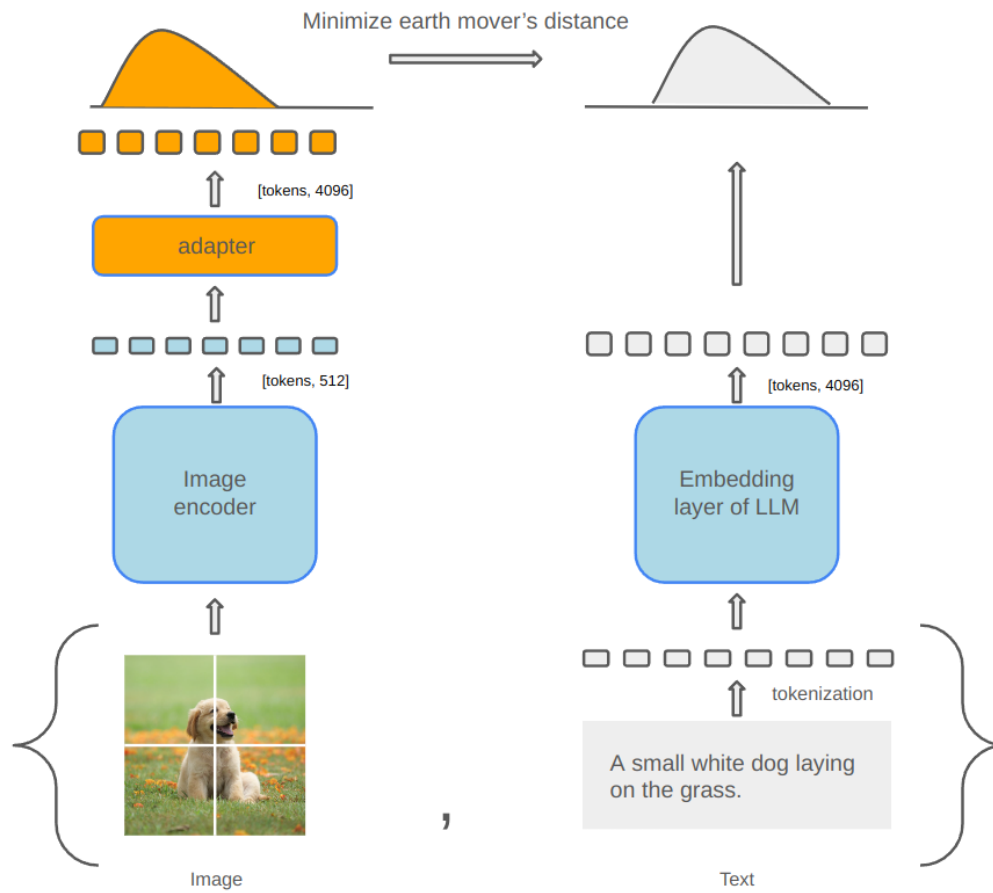 Minimize earth mover's distance
[tokens, 4096]
adapter
[tokens, 512]
Image
encoder
[tokens, 4096]
Embedding
layer of LLM
tokenization
A small white dog laying
on the grass.
,
Image
Text